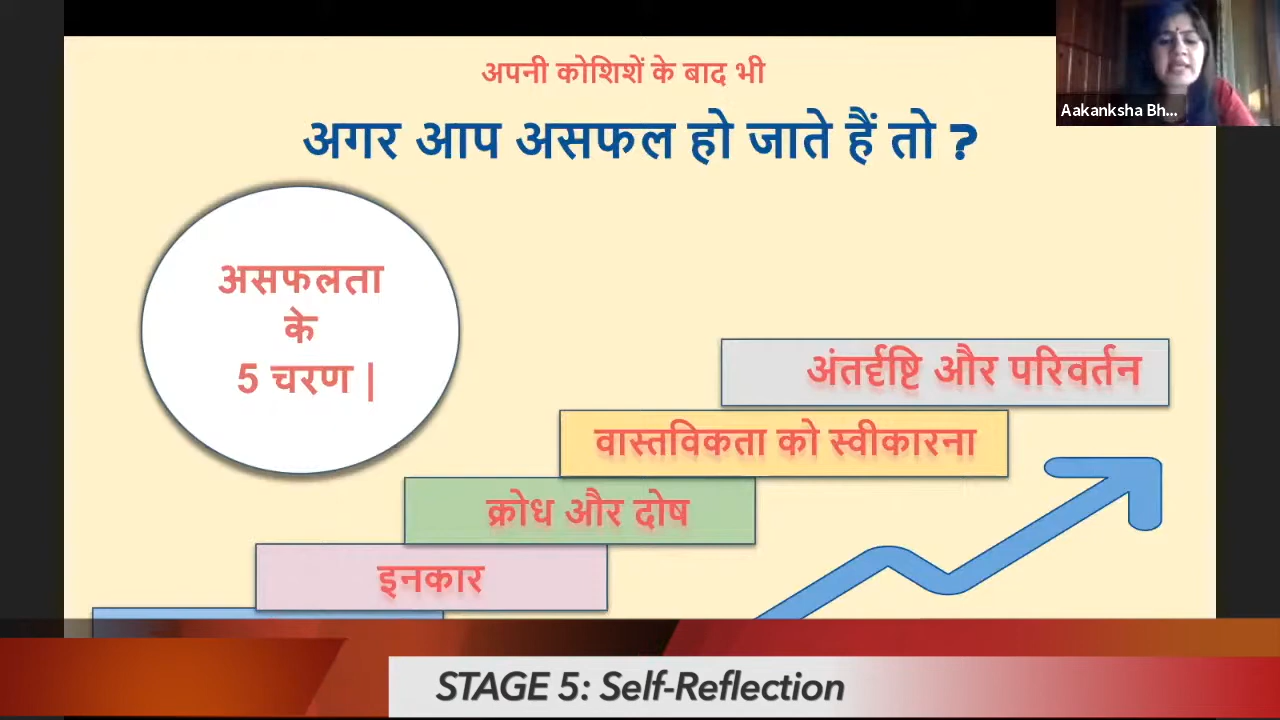 अपनी कोशिशें के बाद भी
अगर आप असफल हो जाते हैं तो ?
Aakanksha Bh...
असफलता
के
5 चरण |
अंतर्दृष्टि और परिवर्तन
वास्तविकता को स्वीकारना
क्रोध और दोष
इनकार
STAGE 5: Self-Reflection